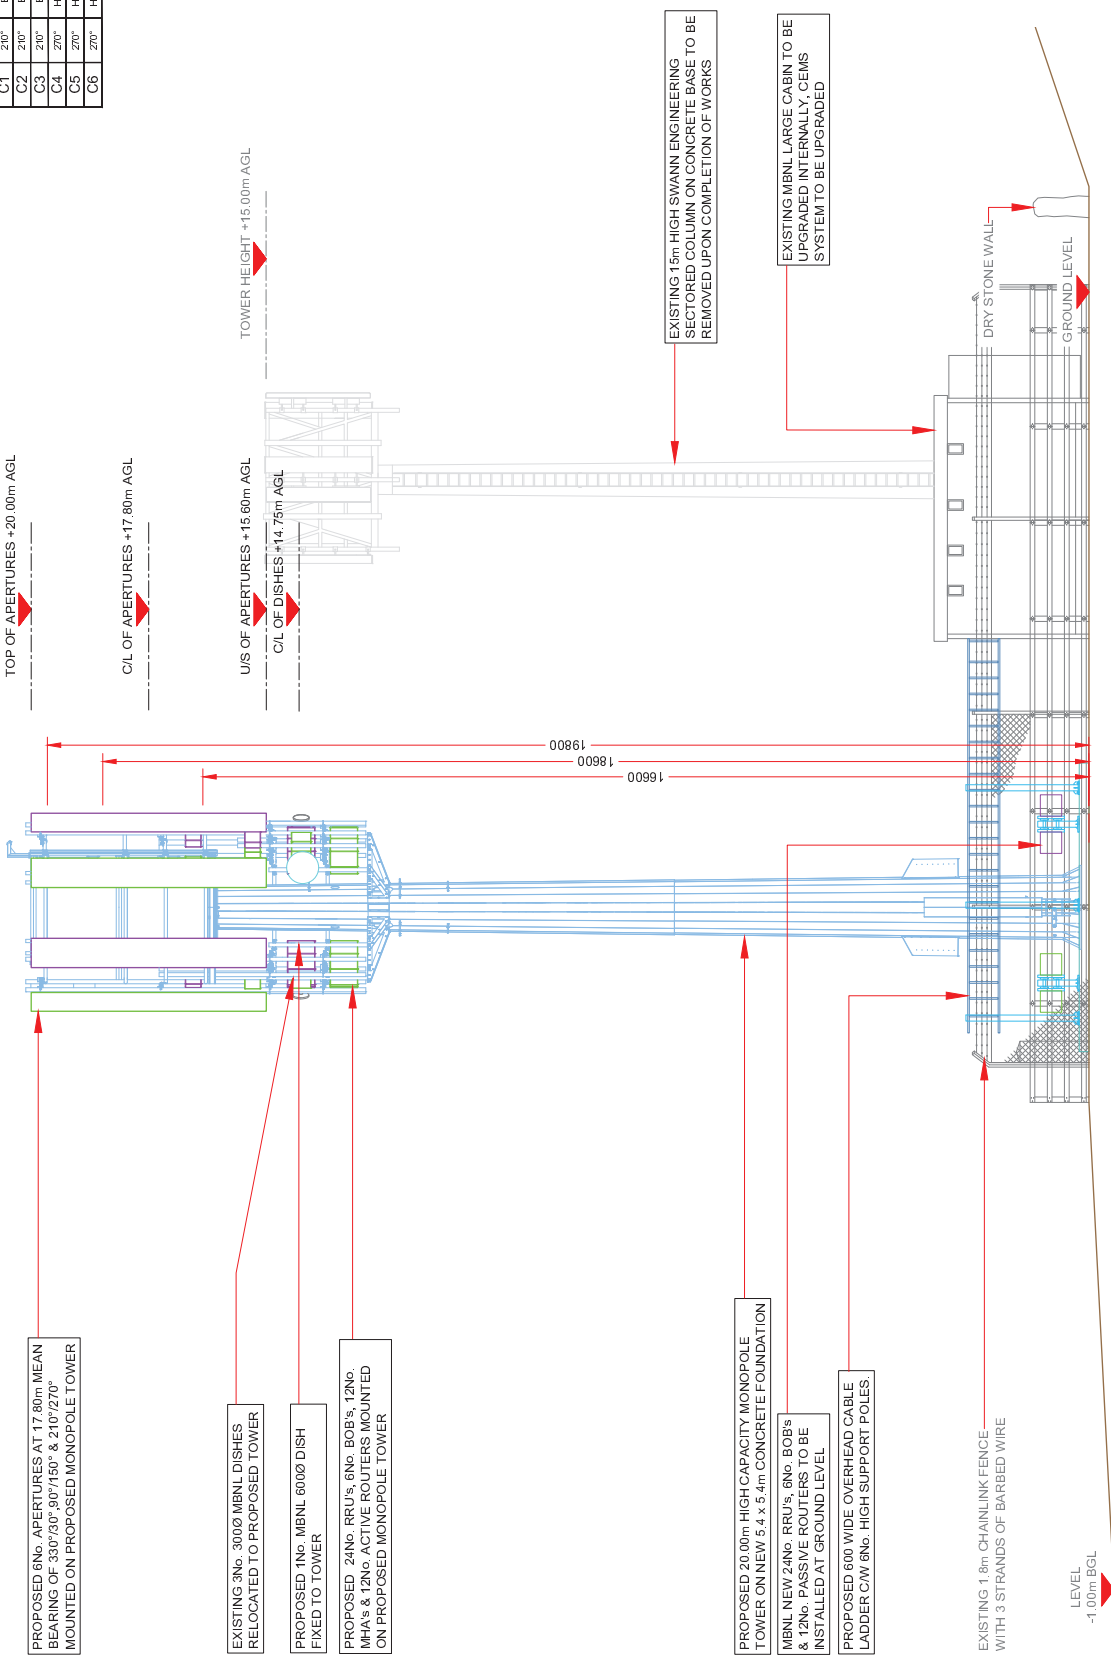 PROPOSED 6No. APERTURES AT 17.80m MEAN
BEARING OF 330°/30°,90°/150° & 210°/270°
MOUNTED ON PROPOSED MONOPOLE TOWER
EXISTING 3No. 300Ø MBNL DISHES
RELOCATED TO PROPOSED TOWER
PROPOSED 1No. MBNL 600Ø DISH
FIXED TO TOWER
PROPOSED 24No. RRU's, 6No. BOB's, 12No.
MHA's & 12No. ACTIVE ROUTERS MOUNTED
ON PROPOSED MONOPOLE TOWER
PROPOSED 20.00m HIGH CAPACITY MONOPOLE
TOWER ON NEW 5.4 x 5.4m CONCRETE FOUNDATION
MBNL NEW 24No. RRU's, 6No. BOB's
& 12No. PASSIVE ROUTERS TO BE
INSTALLED AT GROUND LEVEL
PROPOSED 600 WIDE OVERHEAD CABLE
LADDER C/W 6No. HIGH SUPPORT POLES.
EXISTING 1.8m CHAINLINK FENCE
WITH 3 STRANDS OF BARBED WIRE
LEVEL
-1.00m BGL
19800
18600
16600
TOP OF APERTURES +20.00m AGL
C/L OF APERTURES +17.80m AGL
U/S OF APERTURES +15.60m AGL
C/L OF DISHES +14.75m AGL
TOWER HEIGHT +15.00m AGL
EXISTING 15m HIGH SWANN ENGINEERING
SECTORED COLUMN ON CONCRETE BASE TO BE
REMOVED UPON COMPLETION OF WORKS
EXISTING MBNL LARGE CABIN TO BE
UPGRADED INTERNALLY, CEMS
SYSTEM TO BE UPGRADED
DRY STONE WALL
GROUND LEVEL
C1 210°
C2 210°
C3 210°
C4 270° H
C5 270° H
C6 270° H